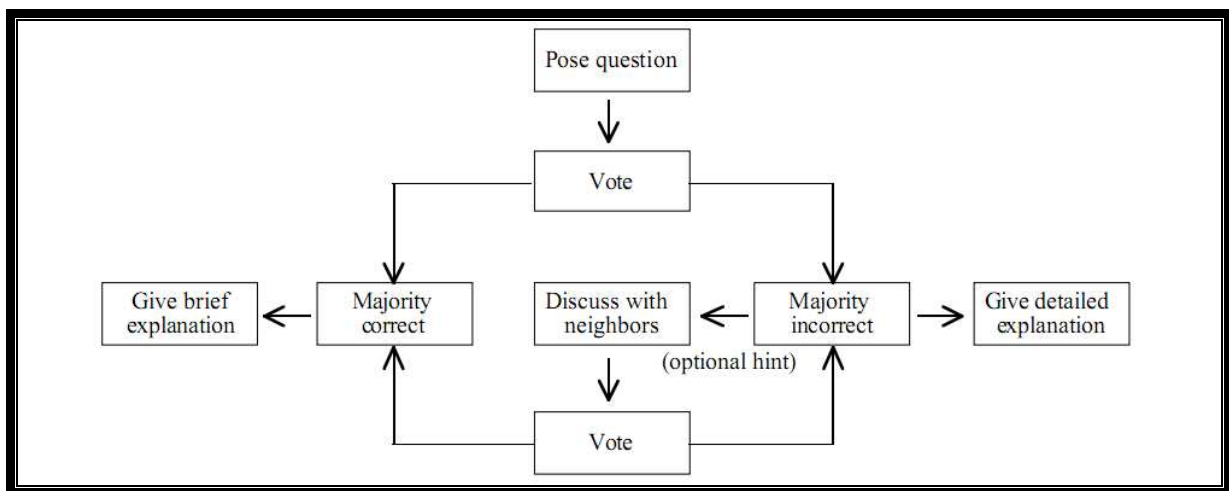 Pose question
Vote
Give brief
explanation
Majority
correct
Discuss with
neighbors
Majority
incorrect
Give detailed
explanation
(optional hint)
Vote